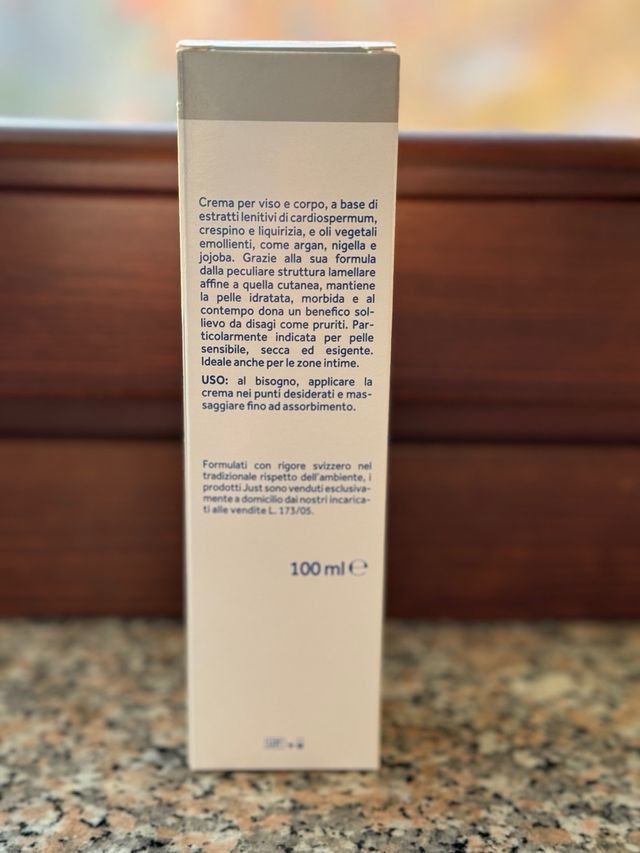 Crema per viso e corpo, a base di
estratti lenitivi di cardiospermum,
crespino e liquirizia, e oli vegetali
emollienti, come argan, nigella e
jojoba. Grazie alla sua formula
dalla peculiare struttura lamellare
affine a quella cutanea, mantiene
la pelle idratata, morbida e al
contempo dona un benefico sol-
lievo da disagi come pruriti. Par-
ticolarmente indicata per pelle
sensibile, secca ed esigente.
Ideale anche per le zone intime.
USO: al bisogno, applicare la
crema nei punti desiderati e mas-
saggiare fino ad assorbimento.
Formulati con rigore svizzero nel
tradizionale rispetto dell'ambiente, i
prodotti Just sono venduti esclusiva-
mente a domicilio dai nostri incarica-
ti alle vendite L. 173/05.
100 ml ℮